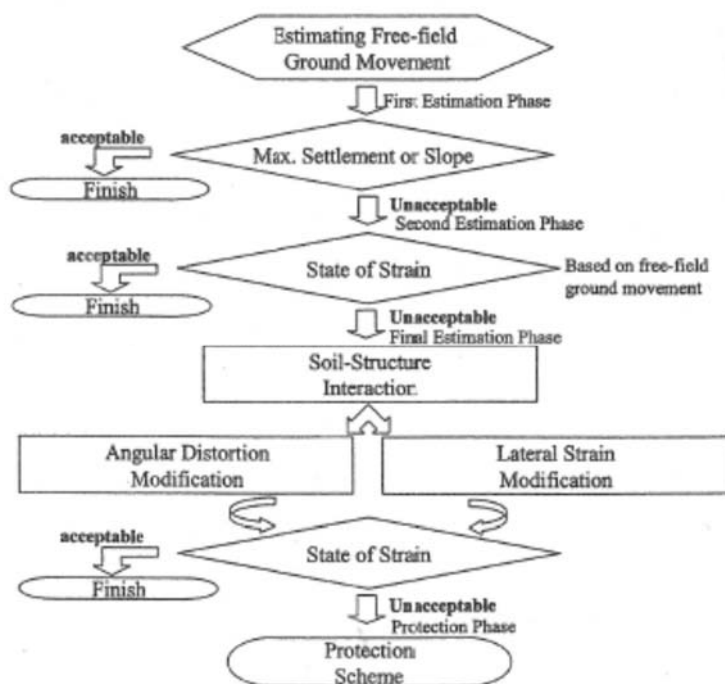 Estimating Free-field
Ground Movement
First Estimation Phase
acceptable
Max. Settlement or Slope
Finish
Unacceptable
Second Estimation Phase
acceptable
State of Strain
Based on free-field
ground movement
Finish
Unacceptable
Final Estimation Phase
Soil-Structure
Interaction
Angular Distortion
Modification
Lateral Strain
Modification
acceptable
State of Strain
Finish
Unacceptable
Protection Phase
Protection
Scheme